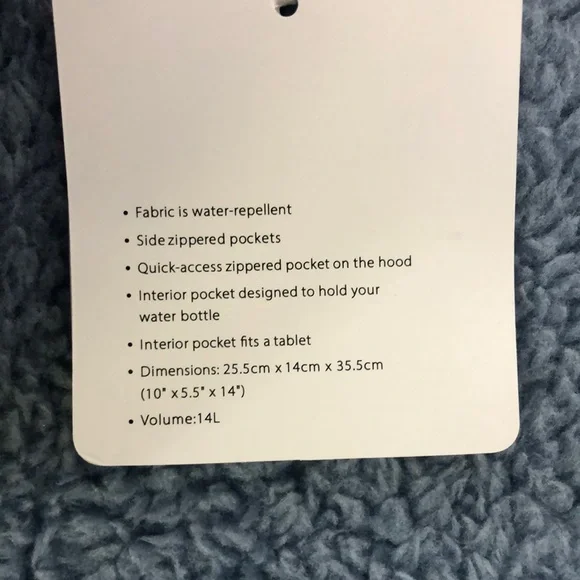 • Fabric is water-repellent
• Side zippered pockets
• Quick-access zippered pocket on the hood
• Interior pocket designed to hold your
water bottle
• Interior pocket fits a tablet
• Dimensions: 25.5cm x 14cm x 35.5cm
(10" x 5.5" x 14")
• Volume:14L